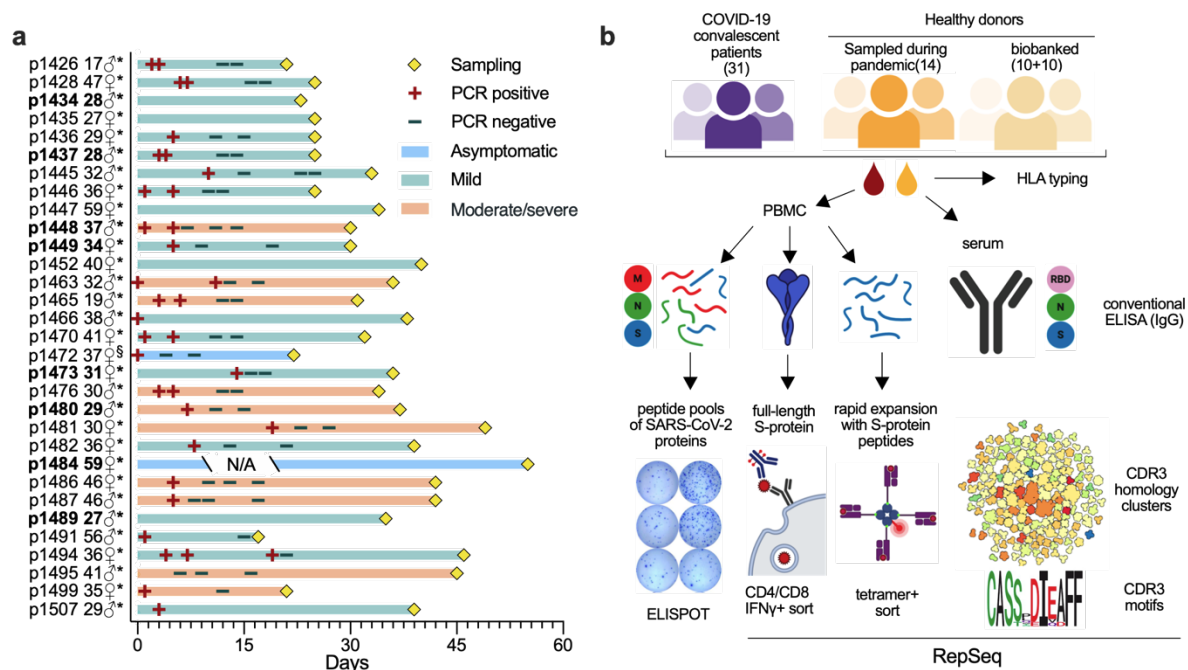 a
p1426 17♂*
p1428 47♀*
p1434 28♂*
p1435 27♀*
p1436 29♀*
p1437 28♂*
p1445 32♂*
p1446 36♀*
p1447 59♀*
p1448 37♂*
p1449 34♀*
p1452 40♀*
p1463 32♂*
p1465 19♂*
p1466 38♂*
p1470 41♀*
p1472 37♀§
p1473 31♀*
p1476 30♂*
p1480 29♂*
p1481 30♀*
p1482 36♀*
p1484 59♀*
p1486 46♀*
p1487 46♂*
p1489 27♂*
p1491 56♂*
p1494 36♀*
p1495 41♂*
p1499 35♀*
p1507 29♂*
N/A
0 15 30 45 60
Days
Sampling
PCR positive
PCR negative
Asymptomatic
Mild
Moderate/severe
b
COVID-19
convalescent
patients
(31)
Healthy donors
Sampled during
pandemic(14)
biobanked
(10+10)
HLA typing
PBMC
serum
M
N
S
RBD
N
S
conventional
ELISA (IgG)
peptide pools
of SARS-CoV-2
proteins
full-length
S-protein
rapid expansion
with S-protein
peptides
CDR3
homology
clusters
ELISPOT
CD4/CD8
IFNγ+ sort
tetramer+
sort
CASS DIEAFF
CDR3
motifs
RepSeq